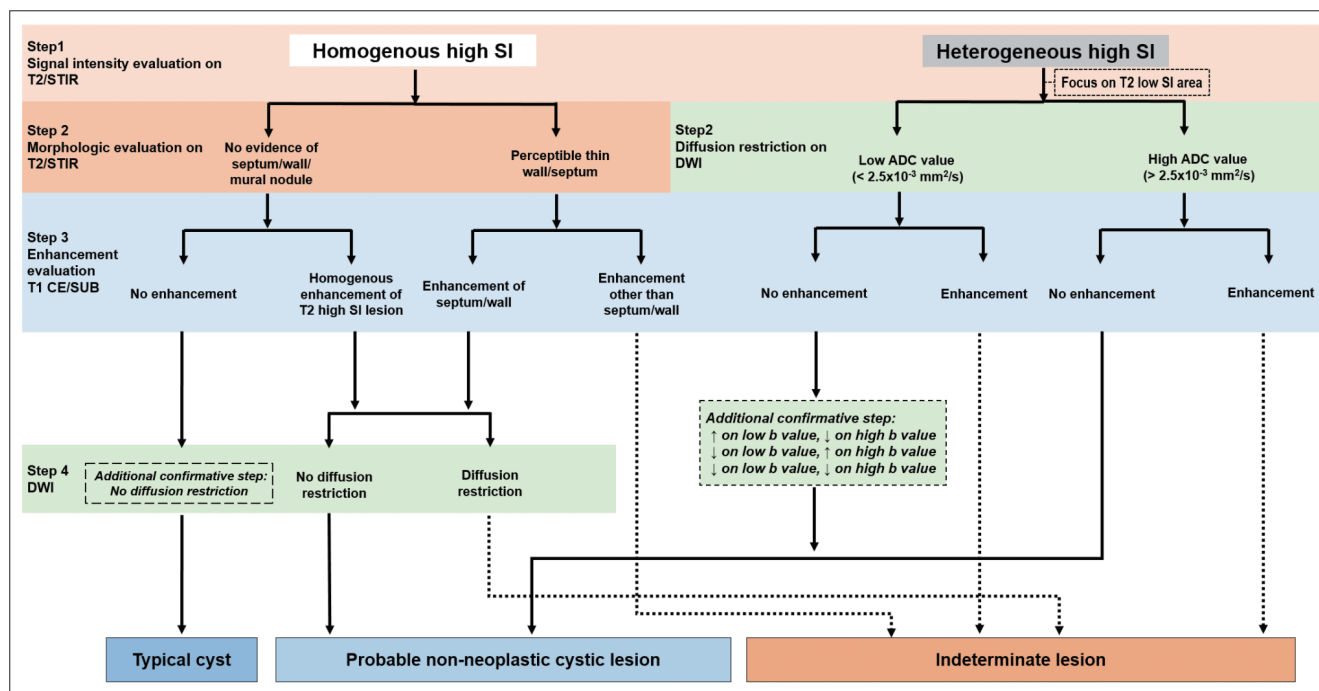 Step1
Signal intensity evaluation on
T2/STIR
Homogenous high SI
Heterogeneous high SI
Focus on T2 low SI area
Step 2
Morphologic evaluation on
T2/STIR
No evidence of
septum/wall/
mural nodule
Perceptible thin
wall/septum
Step2
Diffusion restriction on
DWI
Low ADC value
(< 2.5x10⁻³ mm²/s)
High ADC value
(> 2.5x10⁻³ mm²/s)
Step 3
Enhancement
evaluation
T1 CE/SUB
No enhancement
Homogenous
enhancement of
T2 high SI lesion
Enhancement of
septum/wall
Enhancement
other than
septum/wall
No enhancement
Enhancement
No enhancement
Enhancement
Additional confirmative step:
↑ on low b value, ↓ on high b value
↓ on low b value, ↑ on high b value
↓ on low b value, ↓ on high b value
Step 4
DWI
Additional confirmative step:
No diffusion restriction
No diffusion
restriction
Diffusion
restriction
Typical cyst
Probable non-neoplastic cystic lesion
Indeterminate lesion